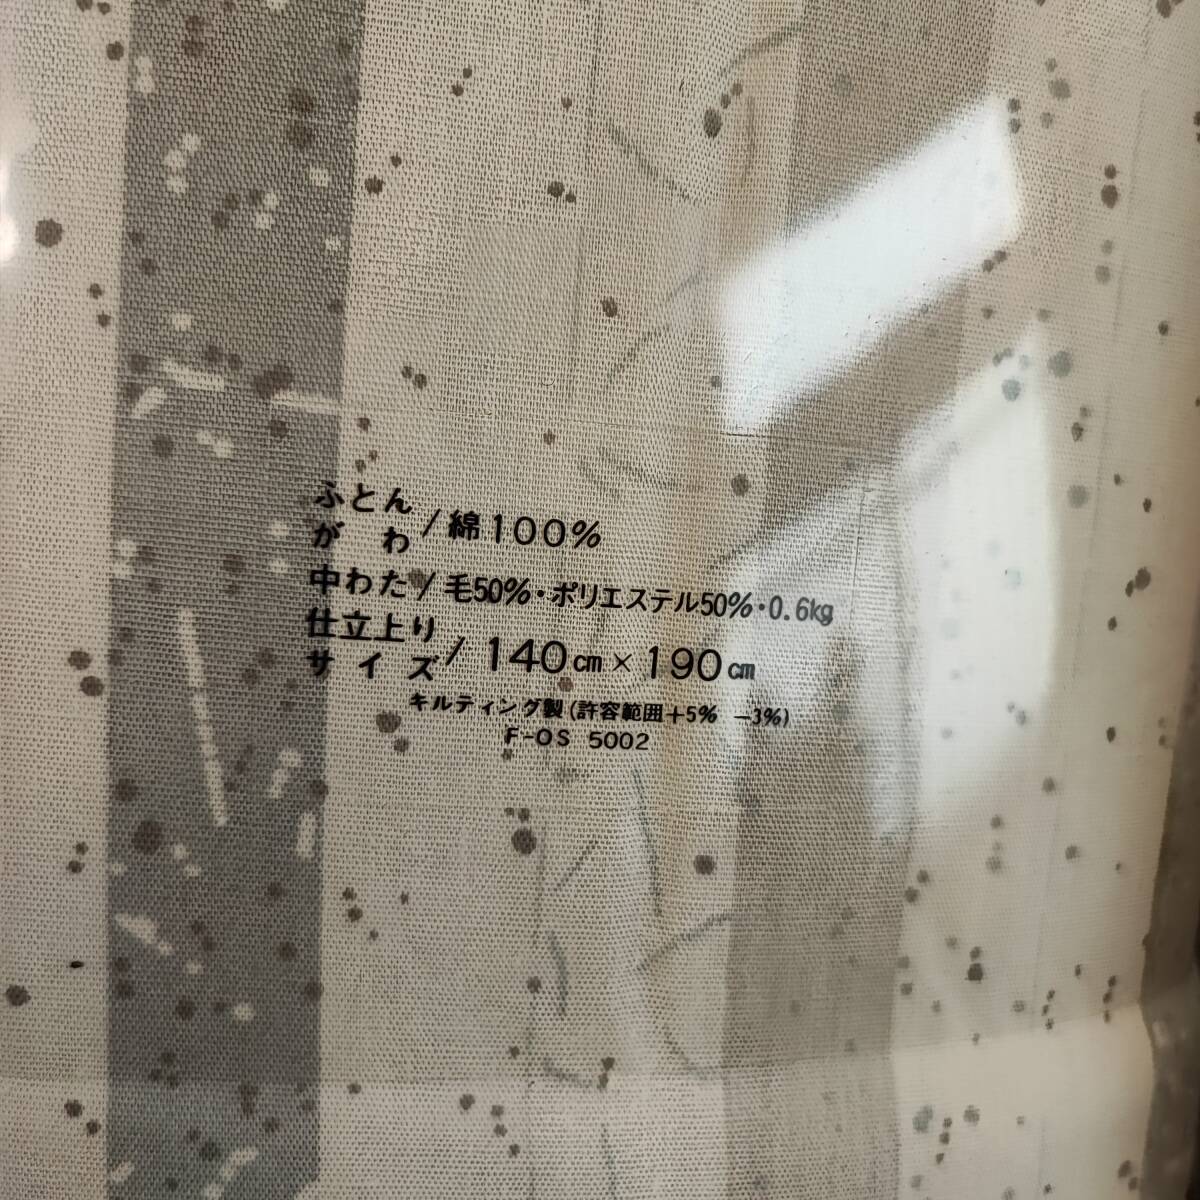 ふとん
がわ/綿100%
中わた/毛50%・ポリエステル50%・0.6kg
仕立上り
サイズ/140cm×190cm
キルティング製(許容範囲+5% −3%)
F-OS 5002